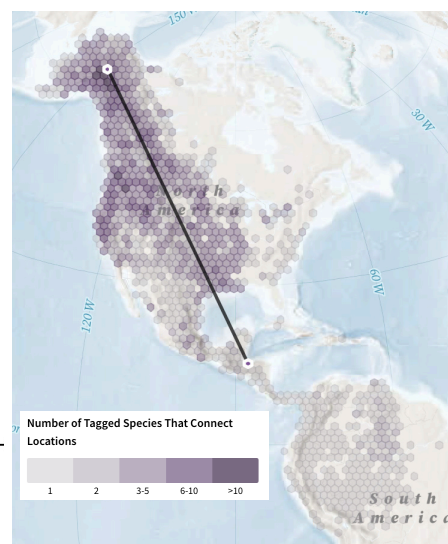 150 W
30 W
North
America
60 W
120 W
Number of Tagged Species That Connect
Locations
1 2 3-5 6-10 >10
South
America